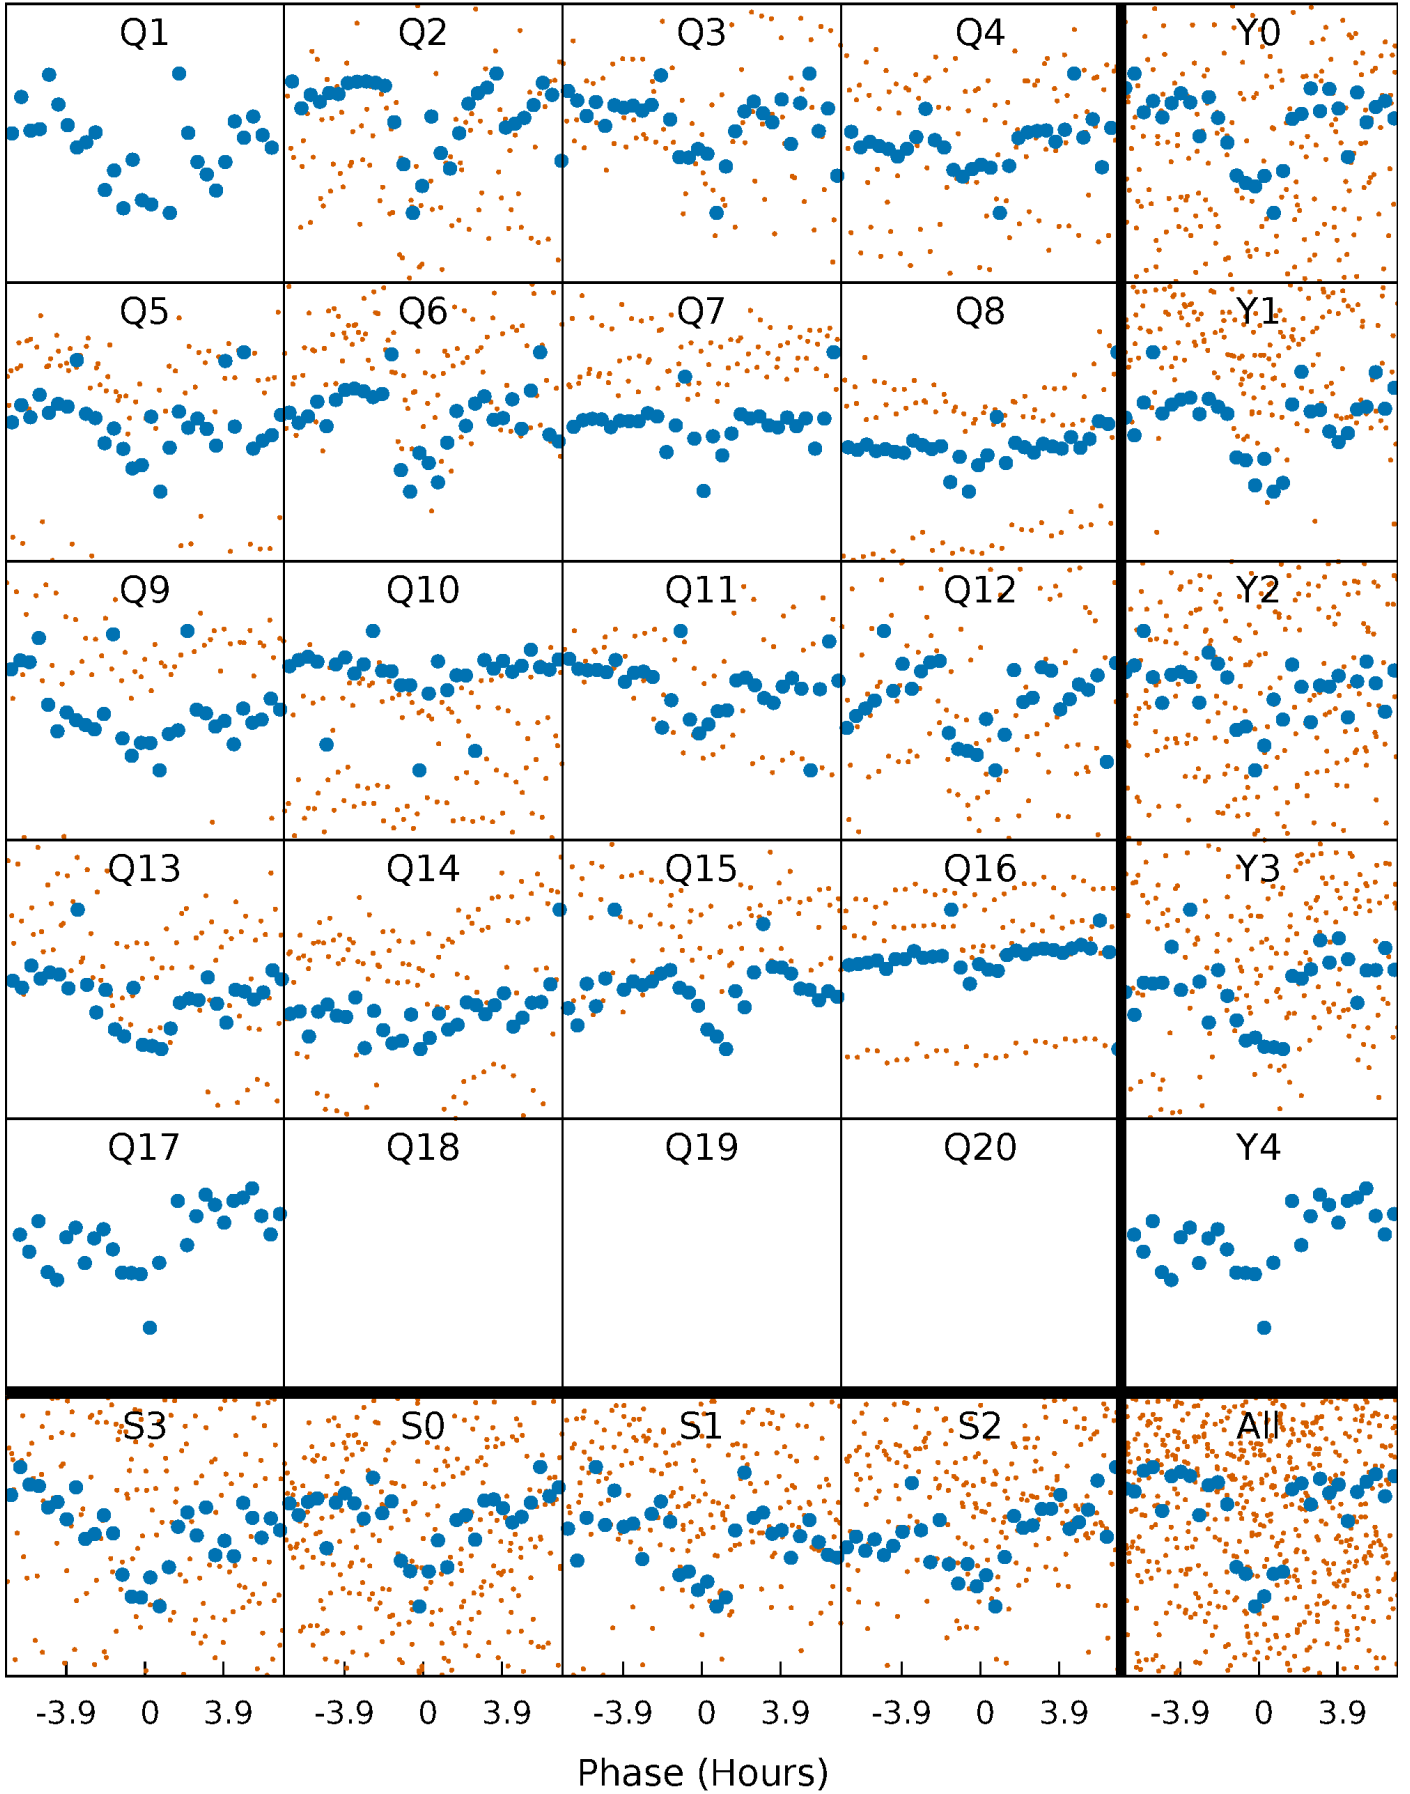 Q1 Q2 Q3 Q4 Y0
Q5 Q6 Q7 Q8 Y1
Q9 Q10 Q11 Q12 Y2
Q13 Q14 Q15 Q16 Y3
Q17 Q18 Q19 Q20 Y4
S3 S0 S1 S2 All
-3.9 0 3.9 -3.9 0 3.9 -3.9 0 3.9 -3.9 0 3.9 -3.9 0 3.9
Phase (Hours)